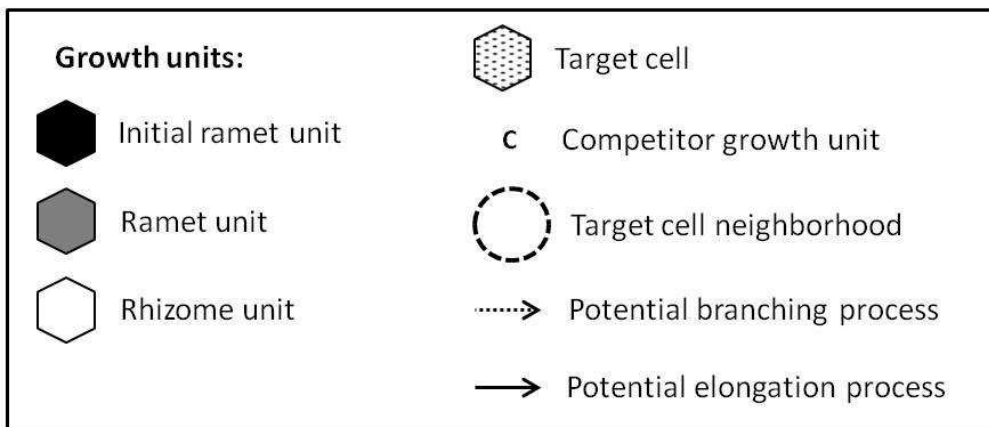 Growth units:
Initial ramet unit
Ramet unit
Rhizome unit
Target cell
C Competitor growth unit
Target cell neighborhood
Potential branching process
Potential elongation process